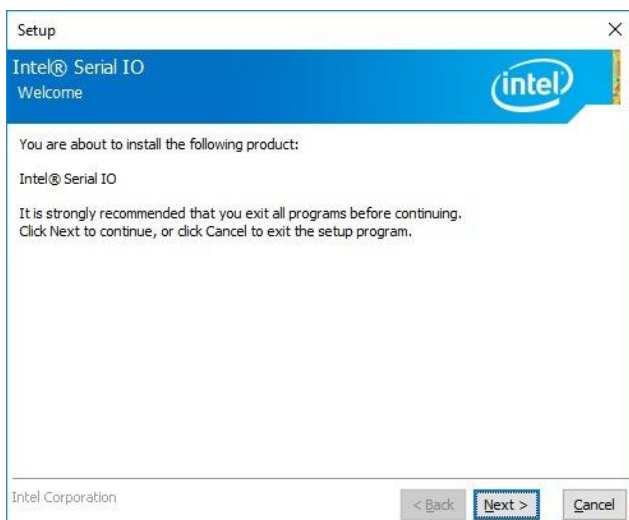 Setup
Intel® Serial IO
Welcome
intel
You are about to install the following product:
Intel® Serial IO
It is strongly recommended that you exit all programs before continuing.
Click Next to continue, or click Cancel to exit the setup program.
Intel Corporation
< Back Next > Cancel